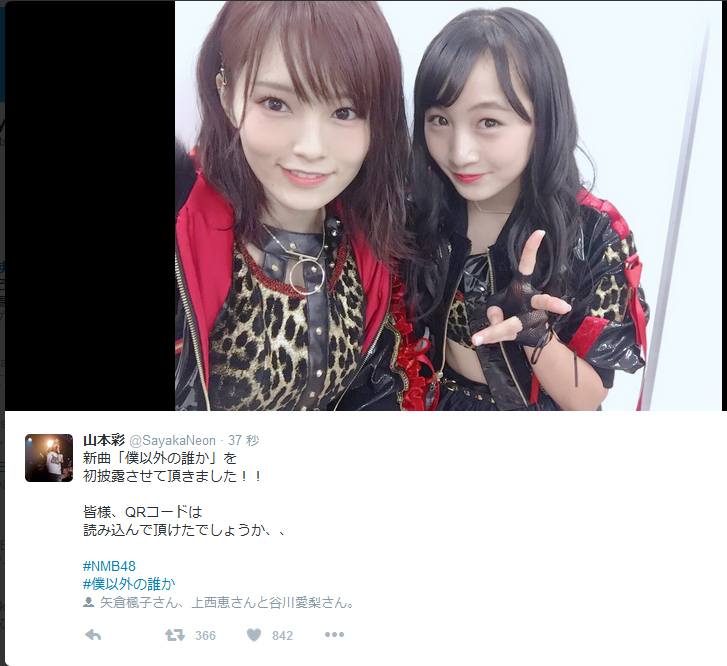 山本彩 @SayakaNeon · 37 秒
新曲「僕以外の誰か」を
初披露させて頂きました！！
皆様、QRコードは
読み込んで頂けたでしょうか、、
#NMB48
#僕以外の誰か
矢倉楓子さん、上西恵さんと谷川愛梨さん。
366 842